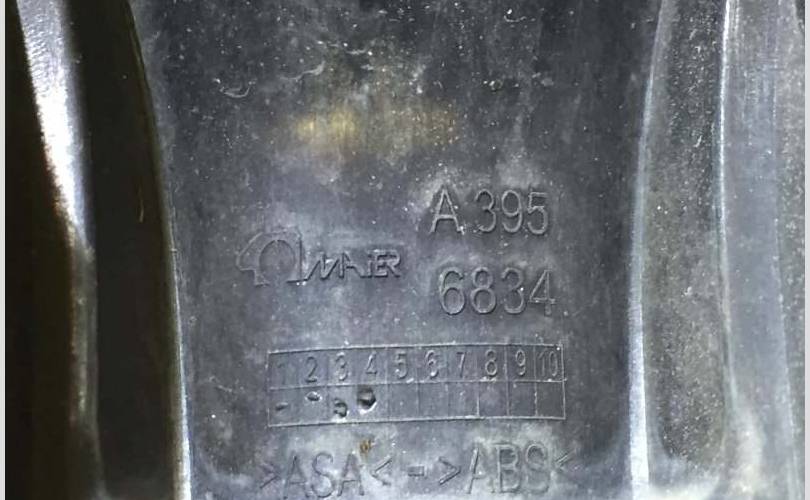 A 395
MAIER
6834
1 2 3 4 5 6 7 8 9 10
>ASA< - >ABS<